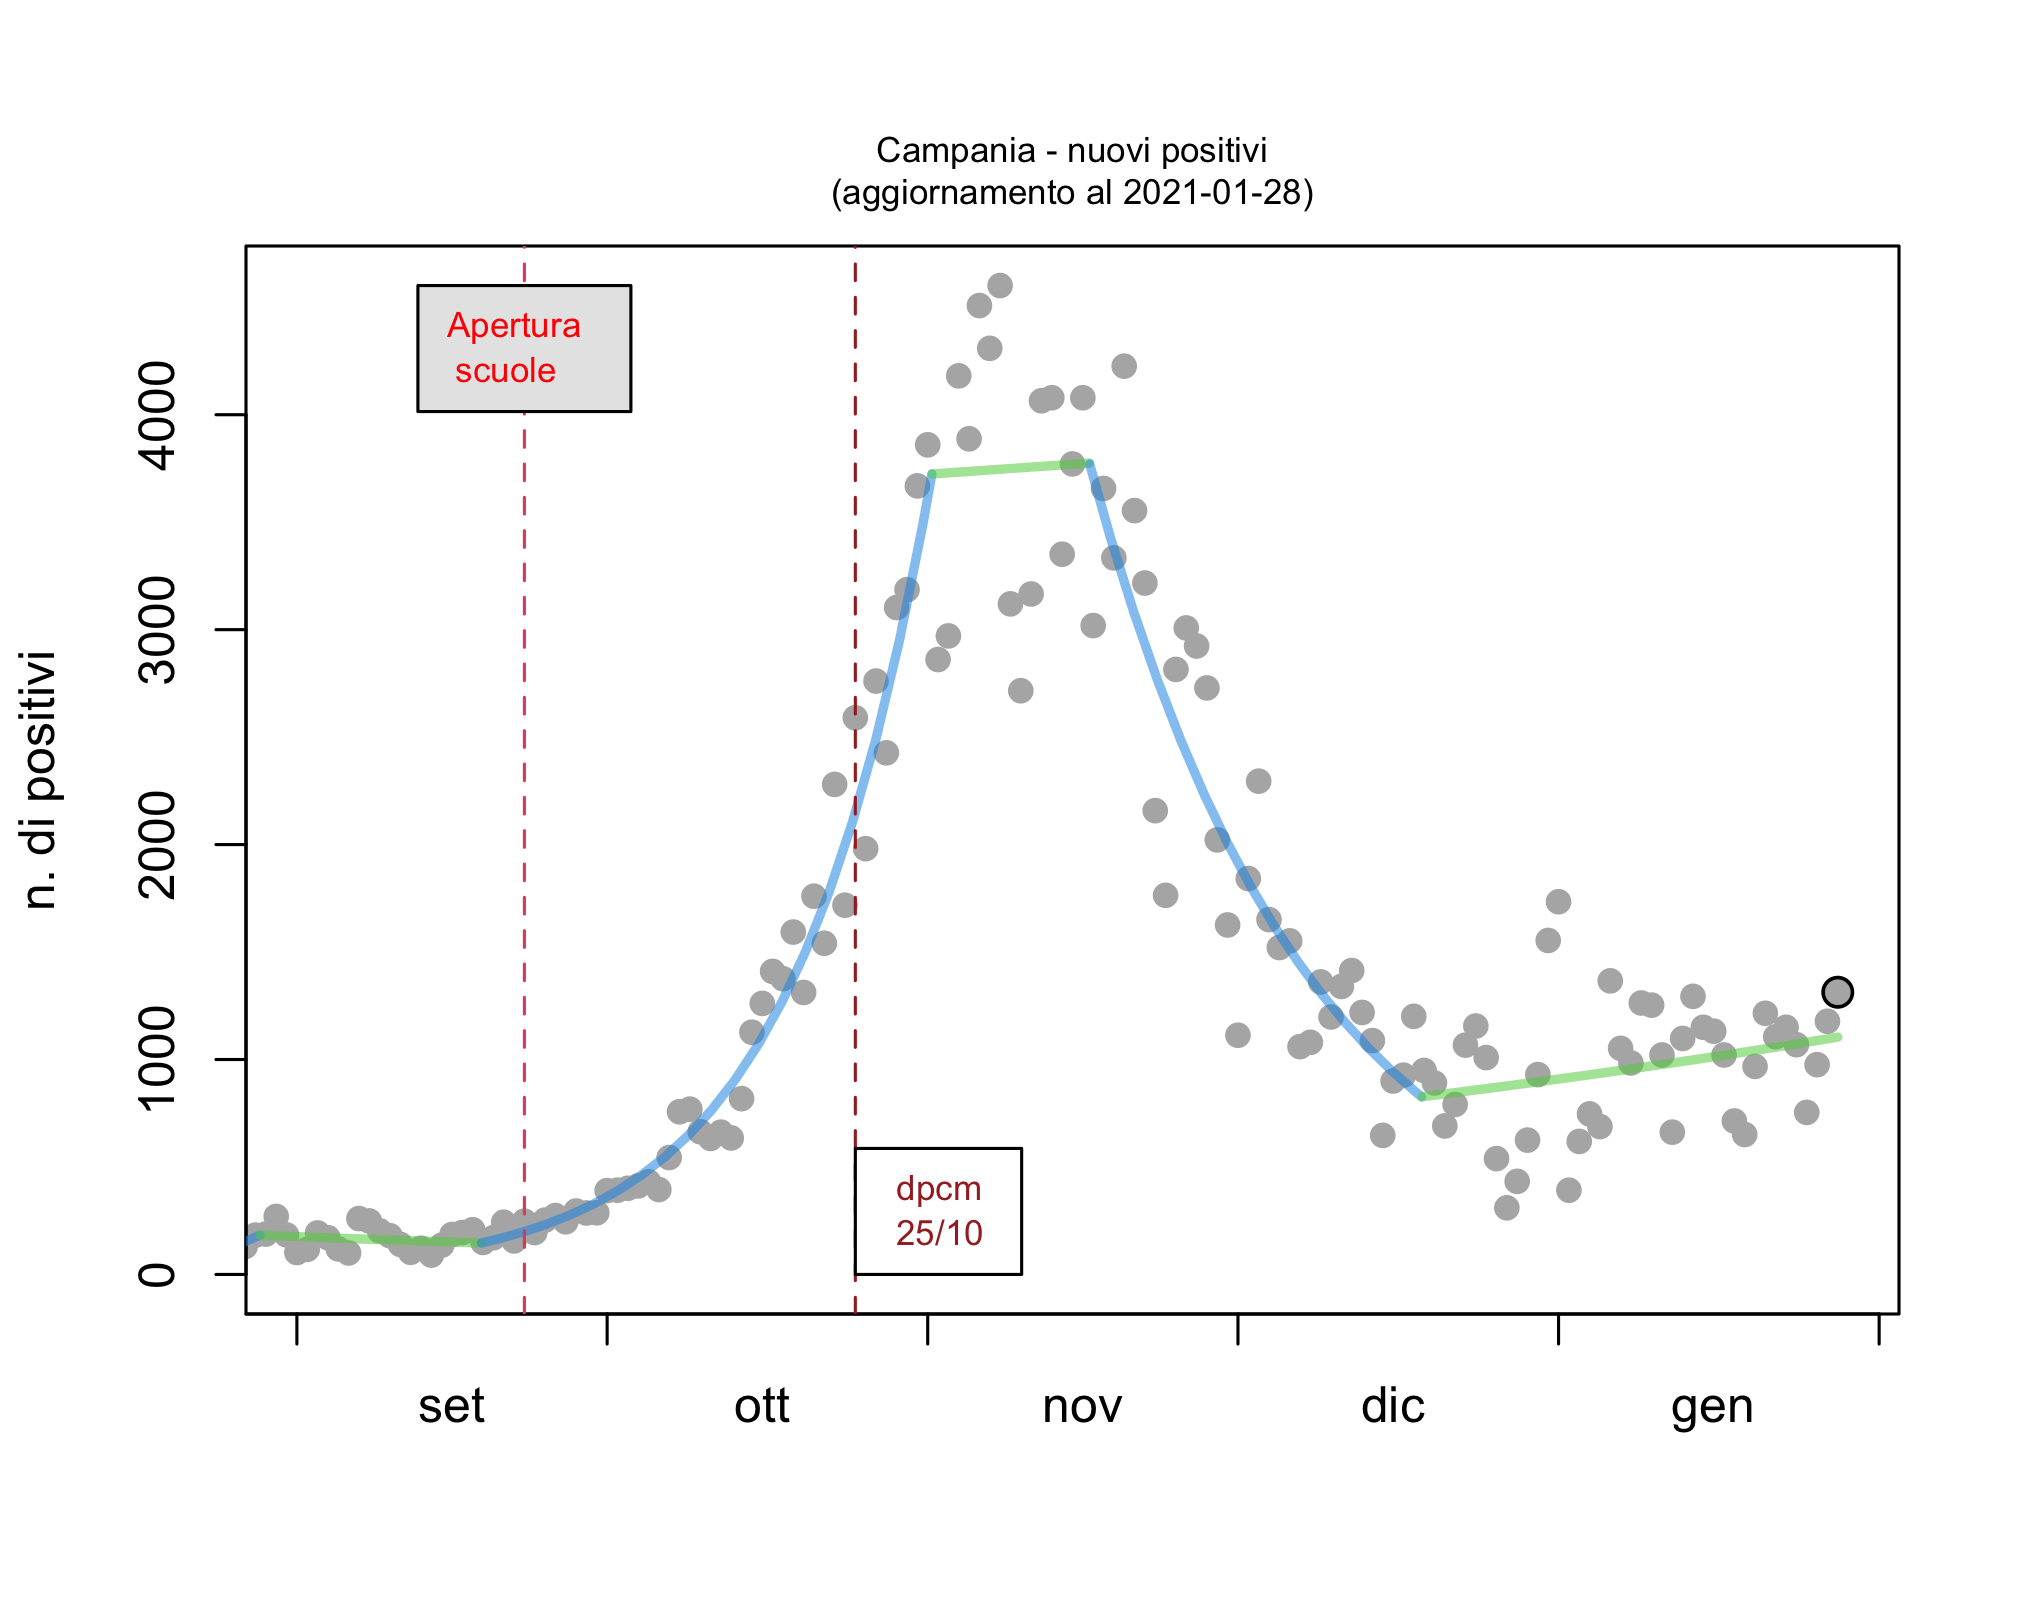 Campania - nuovi positivi
(aggiornamento al 2021-01-28)
Apertura
scuole
n. di positivi
4000
3000
2000
1000
0
dpcm
25/10
set
ott
nov
dic
gen